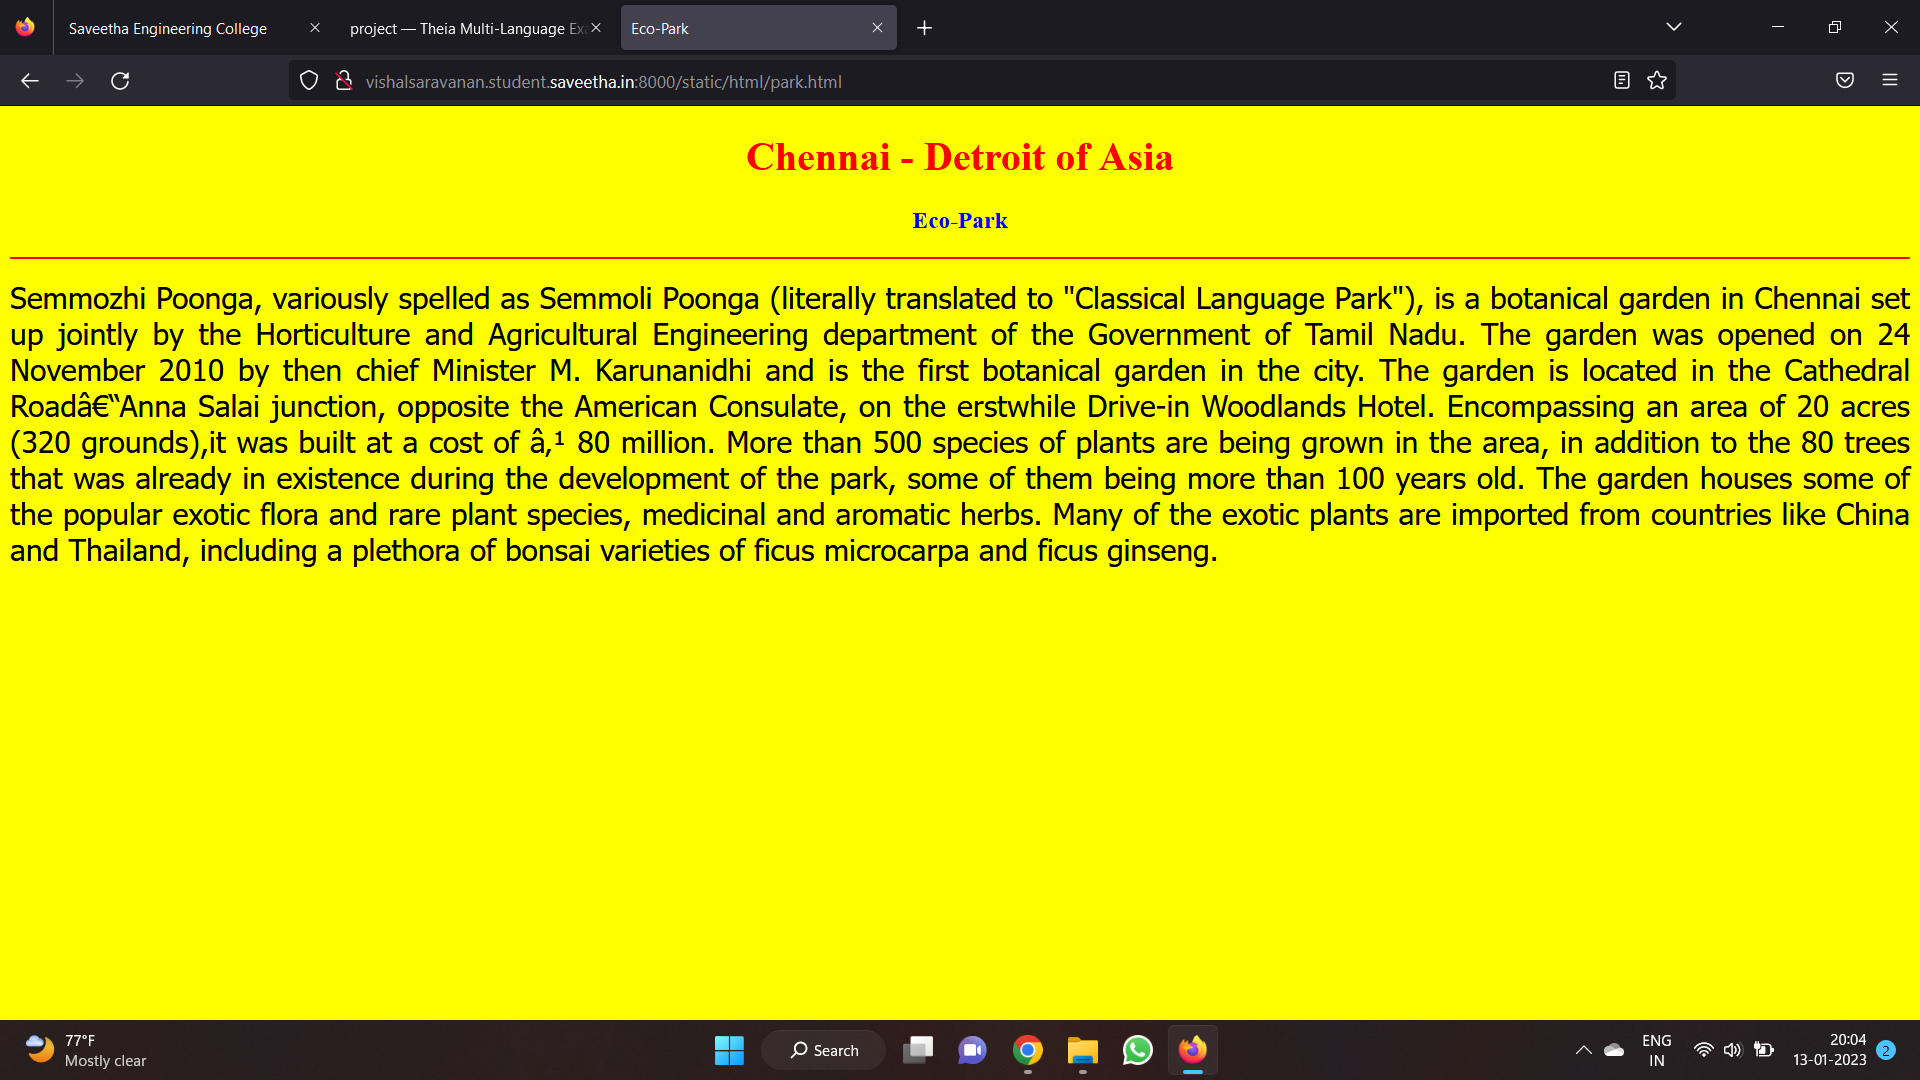 Saveetha Engineering College
project — Theia Multi-Language Ex
Eco-Park
vishalsaravanan.student.saveetha.in:8000/static/html/park.html
Chennai - Detroit of Asia
Eco-Park
Semmozhi Poonga, variously spelled as Semmoli Poonga (literally translated to "Classical Language Park"), is a botanical garden in Chennai set
up jointly by the Horticulture and Agricultural Engineering department of the Government of Tamil Nadu. The garden was opened on 24
November 2010 by then chief Minister M. Karunanidhi and is the first botanical garden in the city. The garden is located in the Cathedral
Roadâ€“Anna Salai junction, opposite the American Consulate, on the erstwhile Drive-in Woodlands Hotel. Encompassing an area of 20 acres
(320 grounds),it was built at a cost of â‚¹ 80 million. More than 500 species of plants are being grown in the area, in addition to the 80 trees
that was already in existence during the development of the park, some of them being more than 100 years old. The garden houses some of
the popular exotic flora and rare plant species, medicinal and aromatic herbs. Many of the exotic plants are imported from countries like China
and Thailand, including a plethora of bonsai varieties of ficus microcarpa and ficus ginseng.
77°F
Mostly clear
Search
ENG
IN
20:04
13-01-2023
2